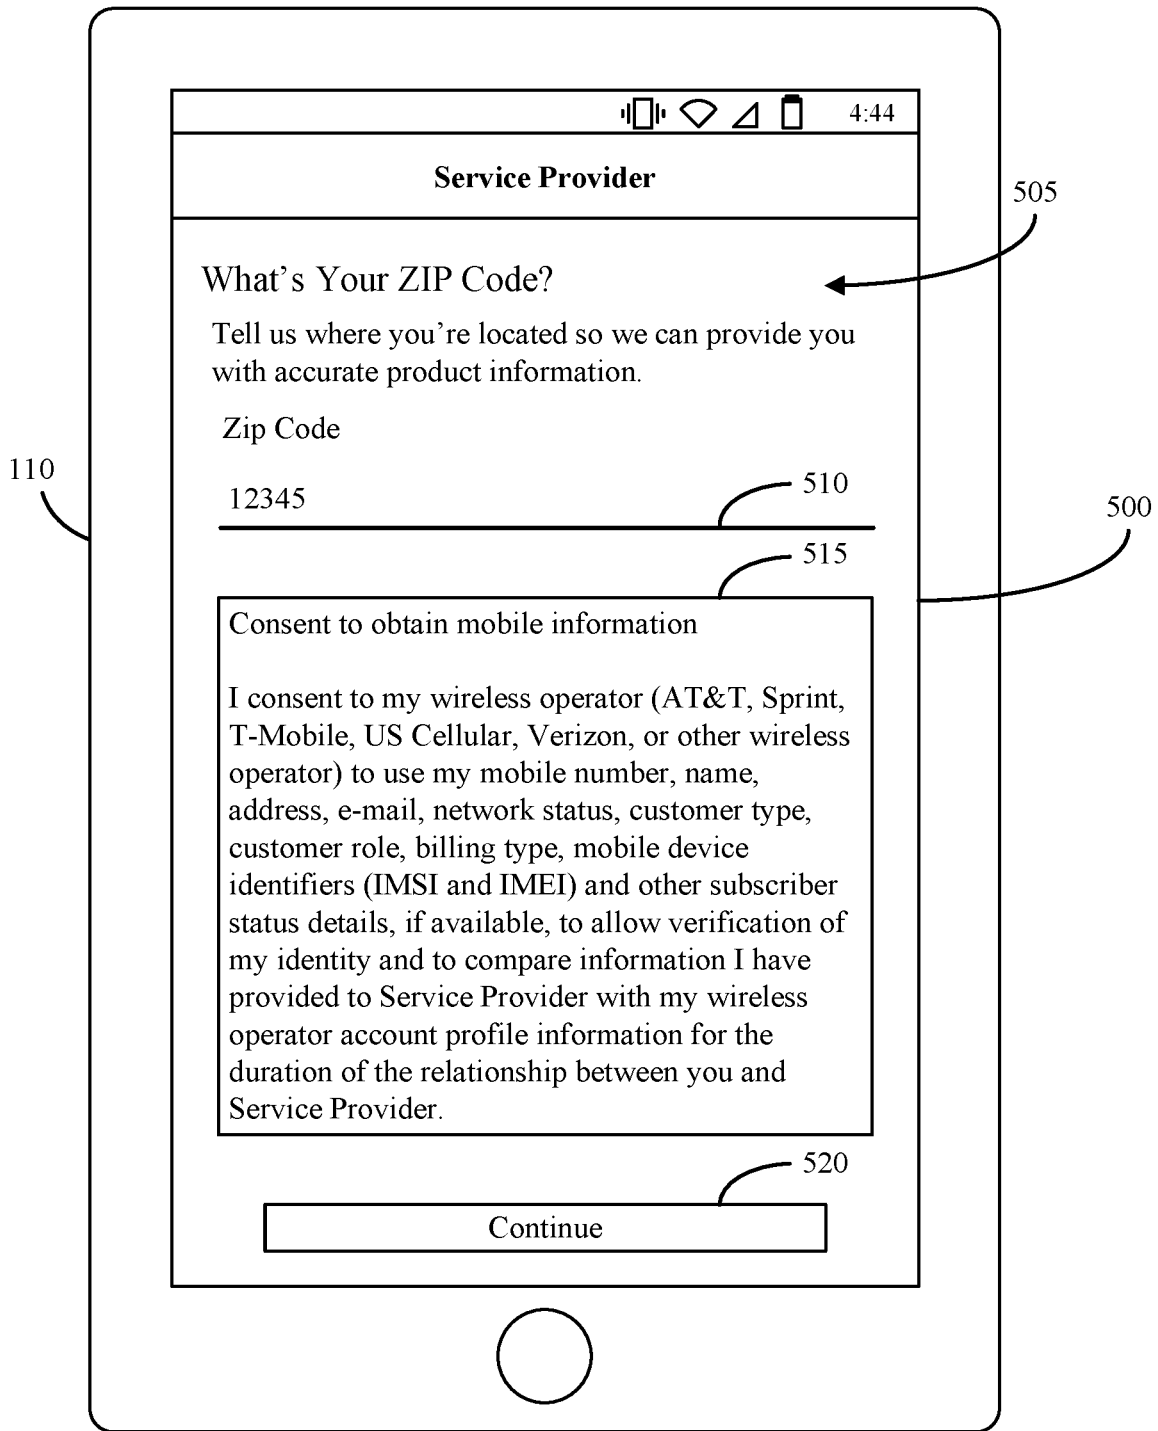 4:44
Service Provider
505
What's Your ZIP Code?
Tell us where you're located so we can provide you
with accurate product information.
Zip Code
110
12345
510
500
515
Consent to obtain mobile information
I consent to my wireless operator (AT&T, Sprint,
T-Mobile, US Cellular, Verizon, or other wireless
operator) to use my mobile number, name,
address, e-mail, network status, customer type,
customer role, billing type, mobile device
identifiers (IMSI and IMEI) and other subscriber
status details, if available, to allow verification of
my identity and to compare information I have
provided to Service Provider with my wireless
operator account profile information for the
duration of the relationship between you and
Service Provider.
520
Continue